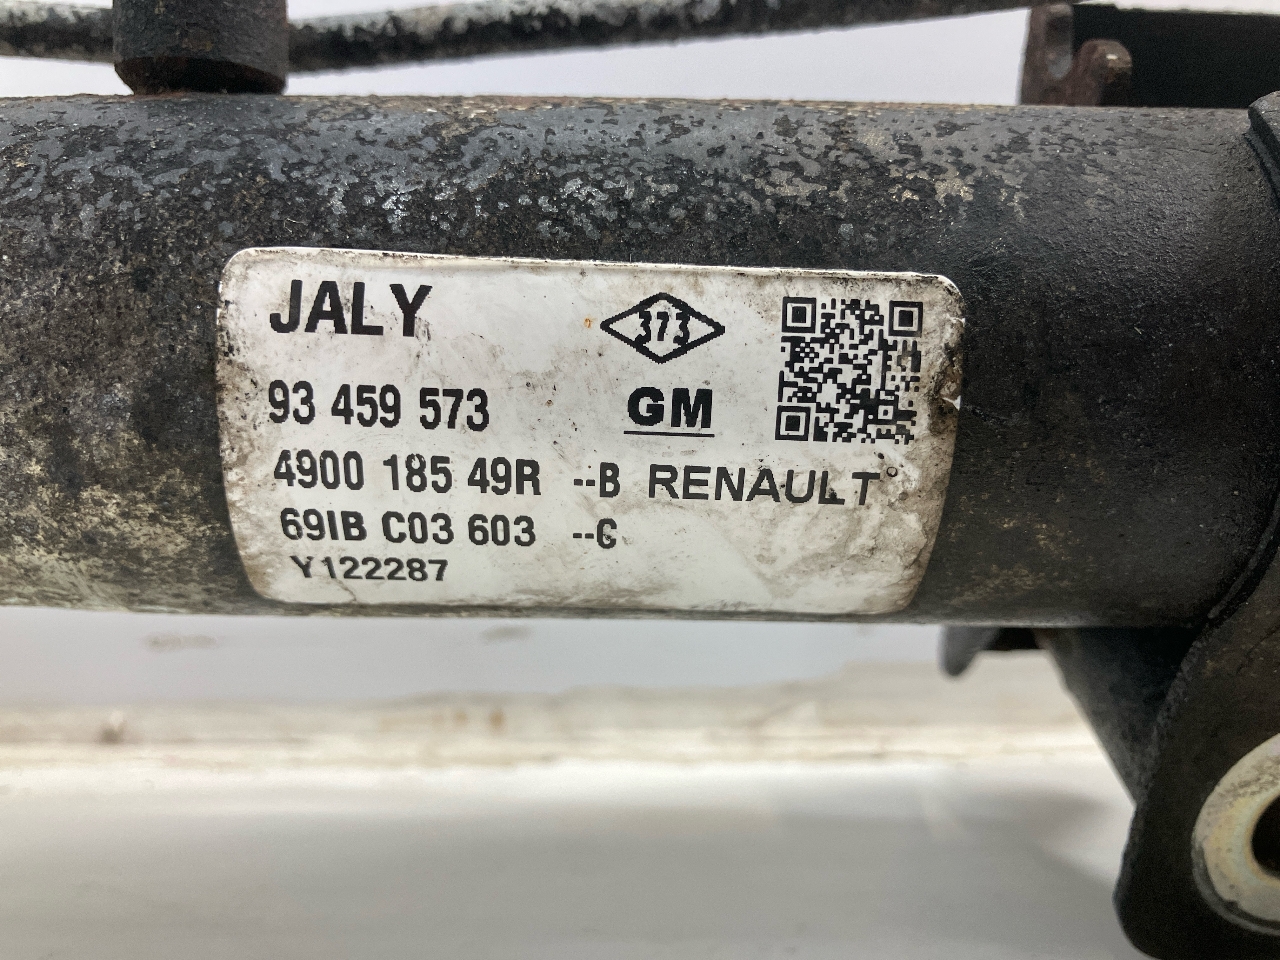 JALY
373
93 459 573 GM
4900 185 49R --B RENAULT
69IB C03 603 --C
Y122287